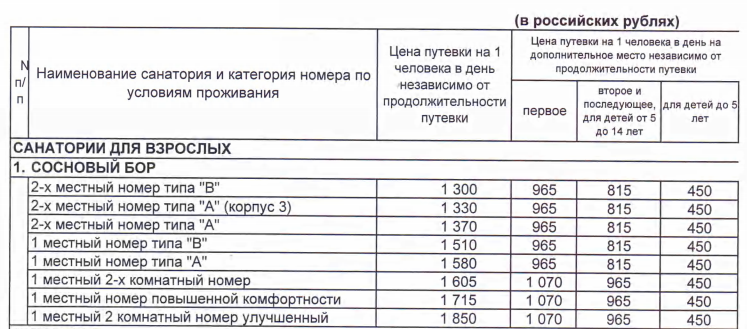 (в российских рублях)
N п/п
Наименование санатория и категория номера по
условиям проживания
Цена путевки на 1
человека в день
независимо от
продолжительности
путевки
Цена путевки на 1 человека в день на
дополнительное место независимо от
продолжительности путевки
первое
второе и
последующее,
для детей от 5
до 14 лет
для детей до 5
лет
САНАТОРИИ ДЛЯ ВЗРОСЛЫХ
1. СОСНОВЫЙ БОР
2-х местный номер типа "В" 1 300 965 815 450
2-х местный номер типа "А" (корпус 3) 1 330 965 815 450
2-х местный номер типа "А" 1 370 965 815 450
1 местный номер типа "В" 1 510 965 815 450
1 местный номер типа "А" 1 580 965 815 450
1 местный 2-х комнатный номер 1 605 1 070 965 450
1 местный номер повышенной комфортности 1 715 1 070 965 450
1 местный 2 комнатный номер улучшенный 1 850 1 070 965 450